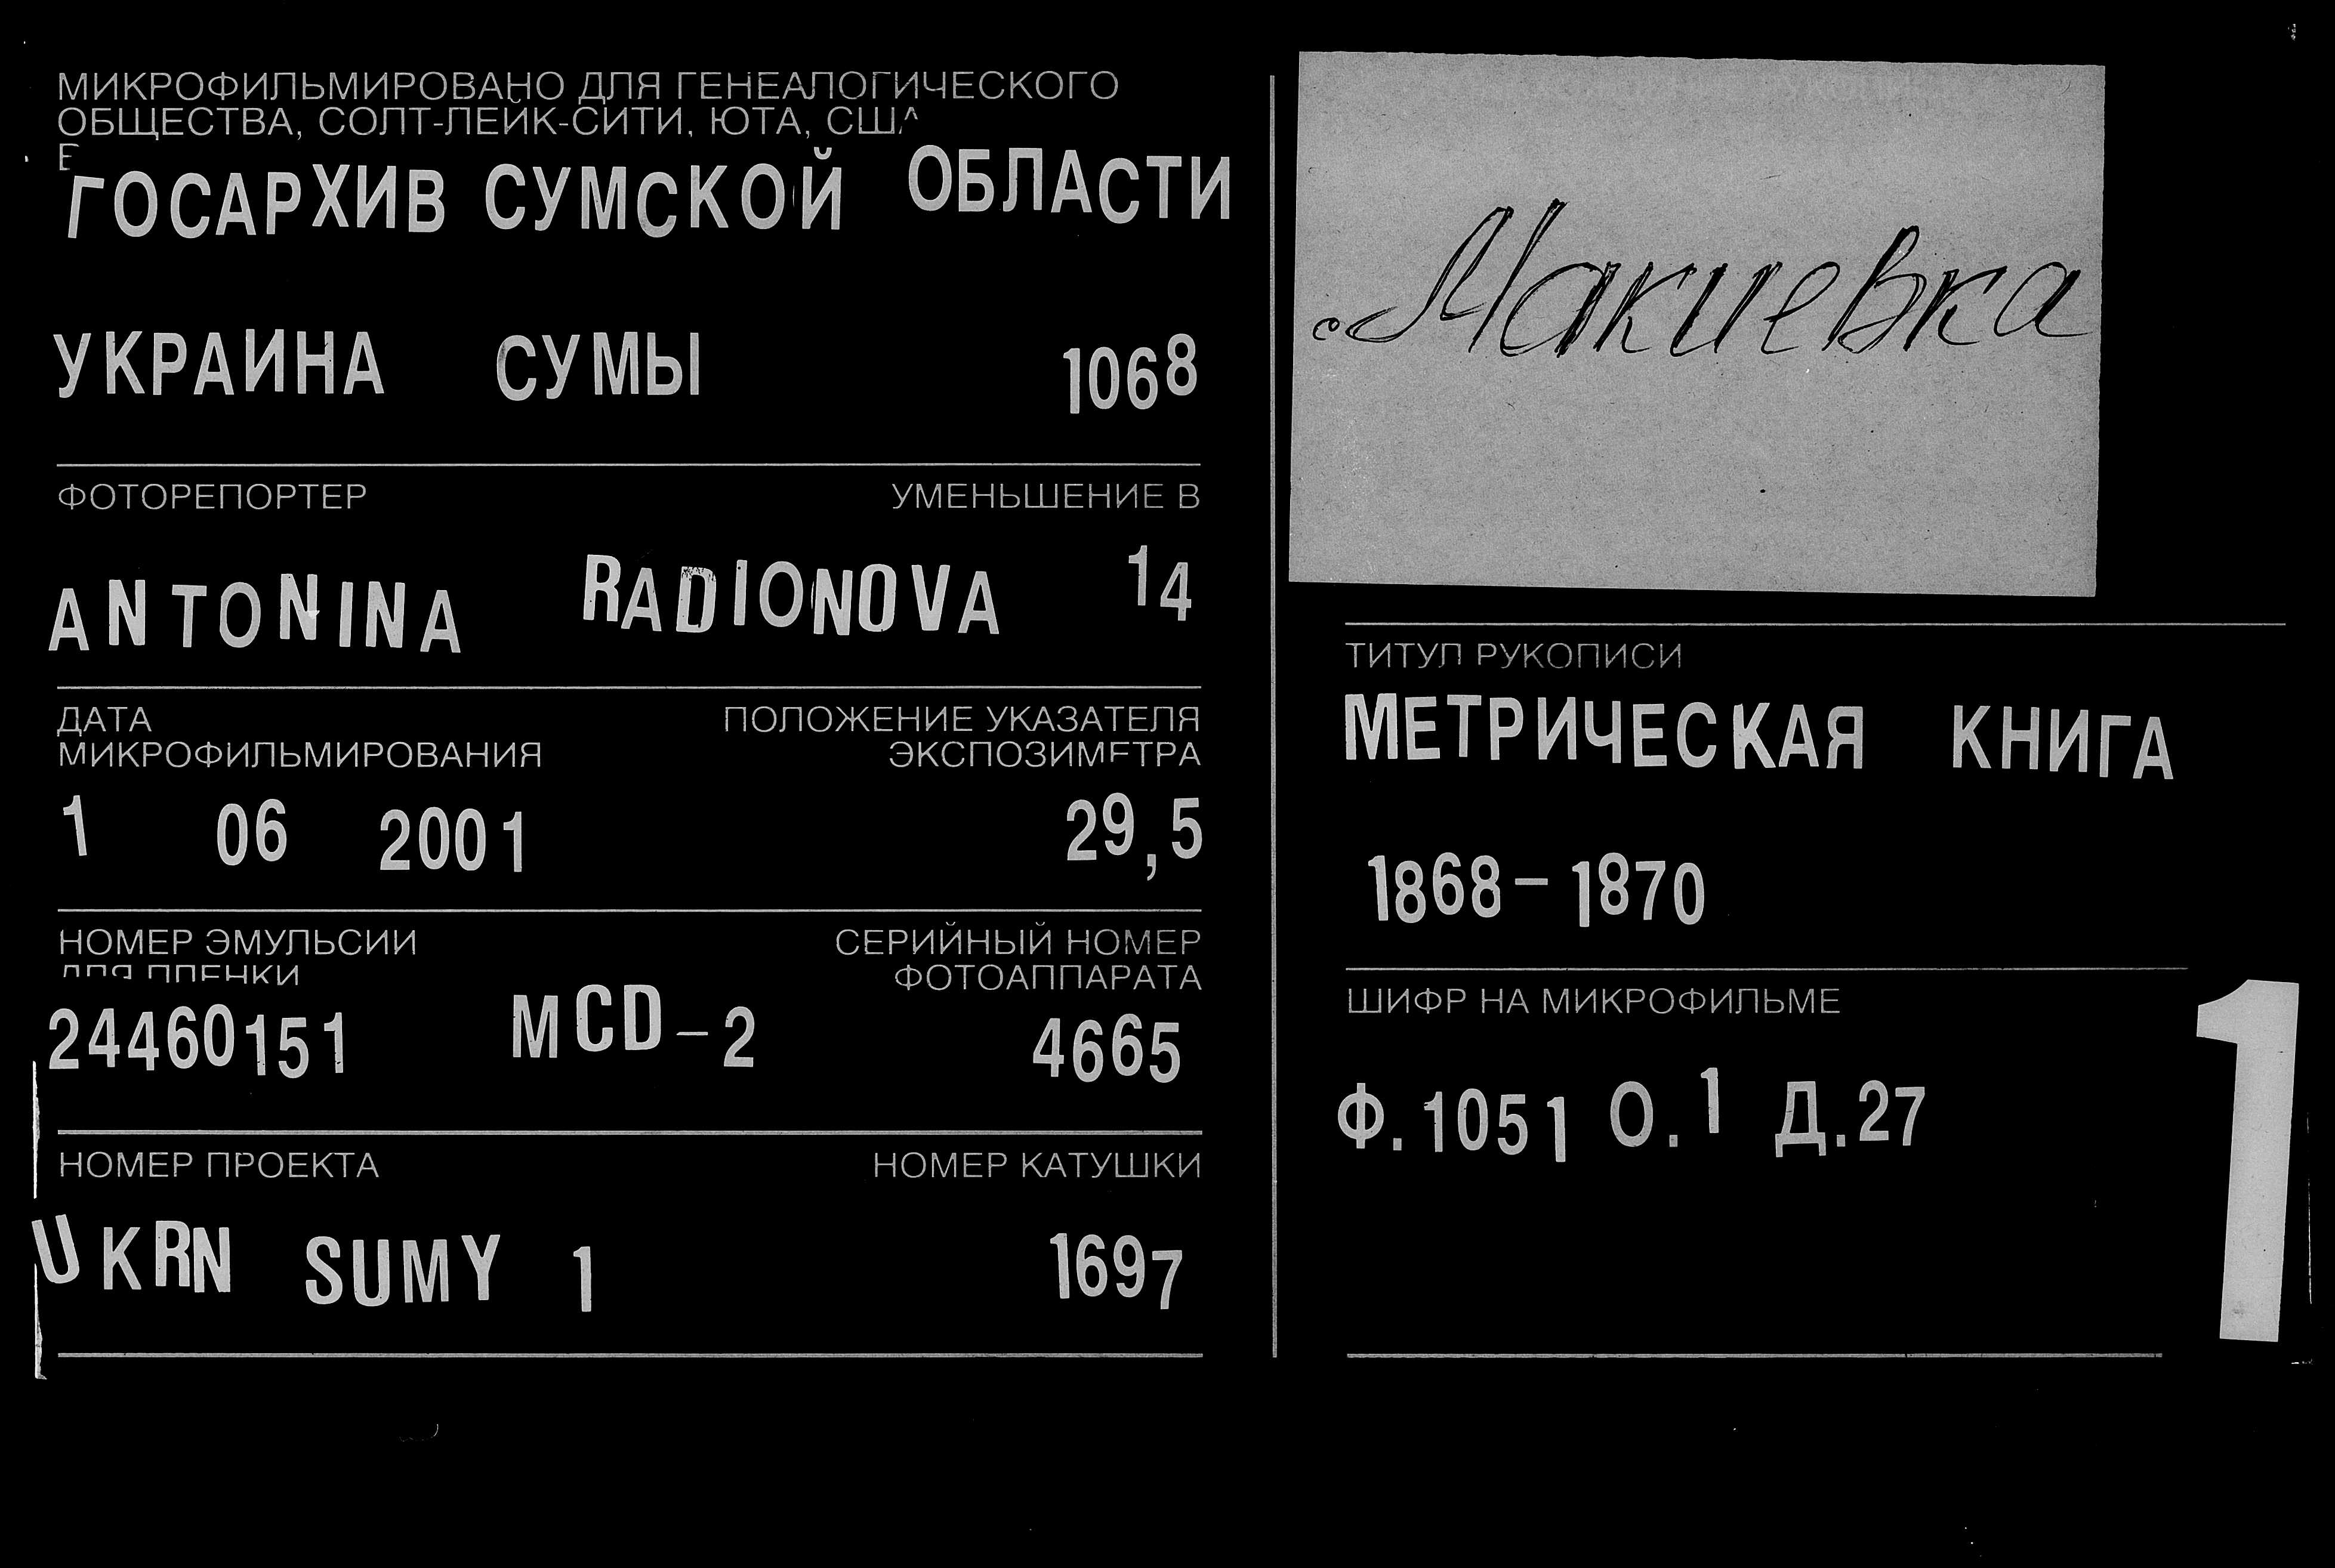 МИКРОФИЛЬМИРОВАНО ДЛЯ ГЕНЕАЛОГИЧЕСКОГО
ОБЩЕСТВА, СОЛТ-ЛЕЙК-СИТИ, ЮТА, США
В
ГОСАРХИВ СУМСКОЙ ОБЛАСТИ
УКРАИНА СУМЫ 1068
ФОТОРЕПОРТЕР УМЕНЬШЕНИЕ В
ANTONINA RADIONOVA 14
ДАТА ПОЛОЖЕНИЕ УКАЗАТЕЛЯ
МИКРОФИЛЬМИРОВАНИЯ ЭКСПОЗИМЕТРА
1 06 2001 29,5
НОМЕР ЭМУЛЬСИИ СЕРИЙНЫЙ НОМЕР
ДЛЯ ПЛЕНКИ ФОТОАППАРАТА
24460151 MCD-2 4665
НОМЕР ПРОЕКТА НОМЕР КАТУШКИ
UKRN SUMY 1 1697
Макиевка
ТИТУЛ РУКОПИСИ
МЕТРИЧЕСКАЯ КНИГА
1868-1870
ШИФР НА МИКРОФИЛЬМЕ
Ф.1051 О.1 Д.27
1